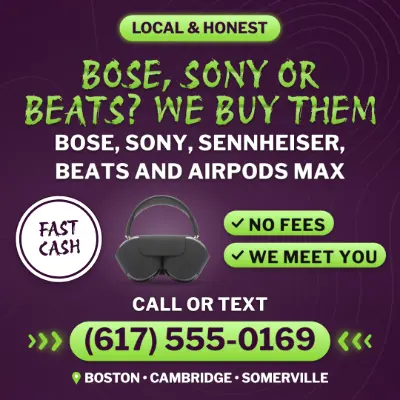 LOCAL & HONEST
BOSE, SONY OR
BEATS? WE BUY THEM
BOSE, SONY, SENNHEISER,
BEATS AND AIRPODS MAX
FAST
CASH
✓ NO FEES
✓ WE MEET YOU
CALL OR TEXT
(617) 555-0169
BOSTON • CAMBRIDGE • SOMERVILLE